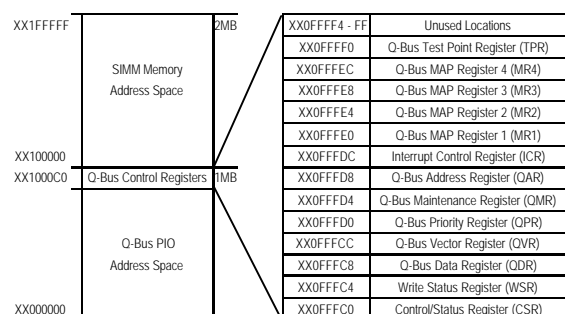 XX1FFFFF 2MB
SIMM Memory
Address Space
XX100000
XX1000C0 Q-Bus Control Registers 1MB
Q-Bus PIO
Address Space
XX000000
XX0FFFF4 - FF Unused Locations
XX0FFFF0 Q-Bus Test Point Register (TPR)
XX0FFFEC Q-Bus MAP Register 4 (MR4)
XX0FFFE8 Q-Bus MAP Register 3 (MR3)
XX0FFFE4 Q-Bus MAP Register 2 (MR2)
XX0FFFE0 Q-Bus MAP Register 1 (MR1)
XX0FFFDC Interrupt Control Register (ICR)
XX0FFFD8 Q-Bus Address Register (QAR)
XX0FFFD4 Q-Bus Maintenance Register (QMR)
XX0FFFD0 Q-Bus Priority Register (QPR)
XX0FFFCC Q-Bus Vector Register (QVR)
XX0FFFC8 Q-Bus Data Register (QDR)
XX0FFFC4 Write Status Register (WSR)
XX0FFFC0 Control/Status Register (CSR)